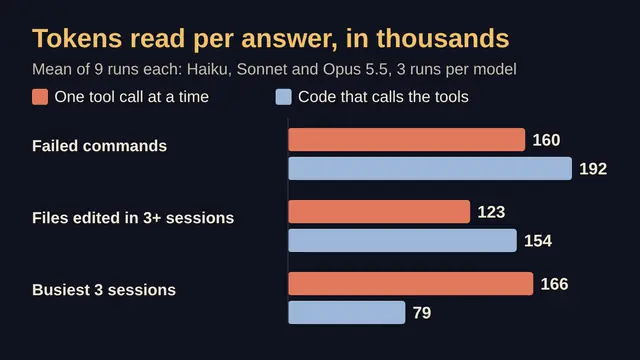 Tokens read per answer, in thousands
Mean of 9 runs each: Haiku, Sonnet and Opus 5.5, 3 runs per model
One tool call at a time
Code that calls the tools
Failed commands
160
192
Files edited in 3+ sessions
123
154
Busiest 3 sessions
166
79